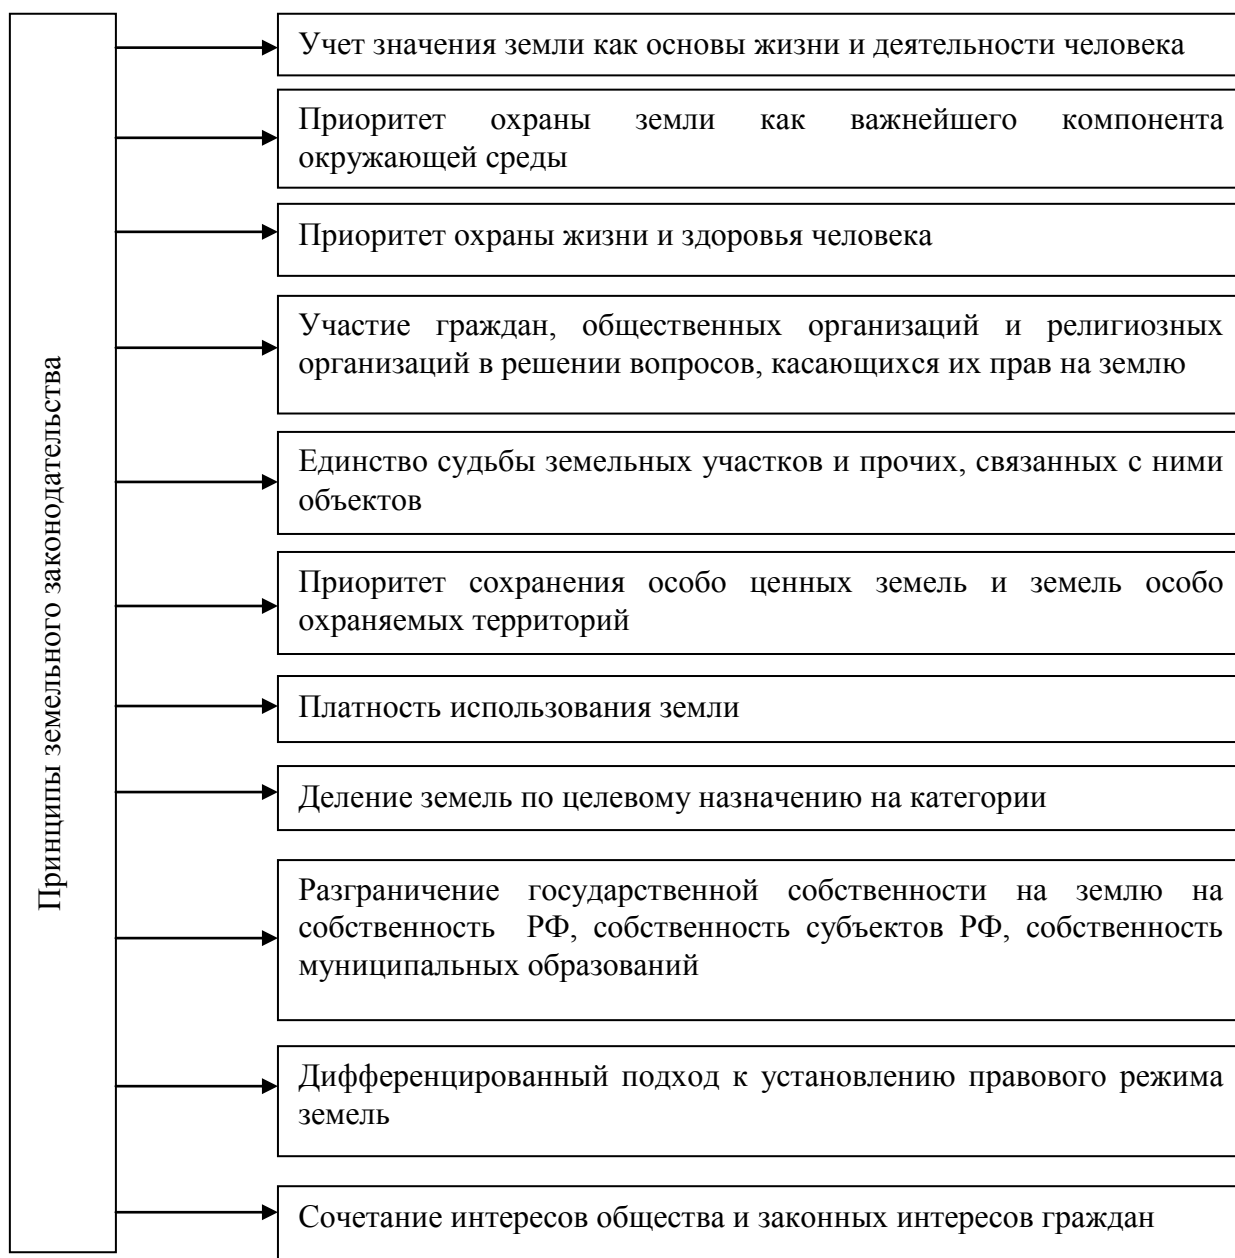 Принципы земельного законодательства
Учет значения земли как основы жизни и деятельности человека
Приоритет охраны земли как важнейшего компонента
окружающей среды
Приоритет охраны жизни и здоровья человека
Участие граждан, общественных организаций и религиозных
организаций в решении вопросов, касающихся их прав на землю
Единство судьбы земельных участков и прочих, связанных с ними
объектов
Приоритет сохранения особо ценных земель и земель особо
охраняемых территорий
Платность использования земли
Деление земель по целевому назначению на категории
Разграничение государственной собственности на землю на
собственность РФ, собственность субъектов РФ, собственность
муниципальных образований
Дифференцированный подход к установлению правового режима
земель
Сочетание интересов общества и законных интересов граждан